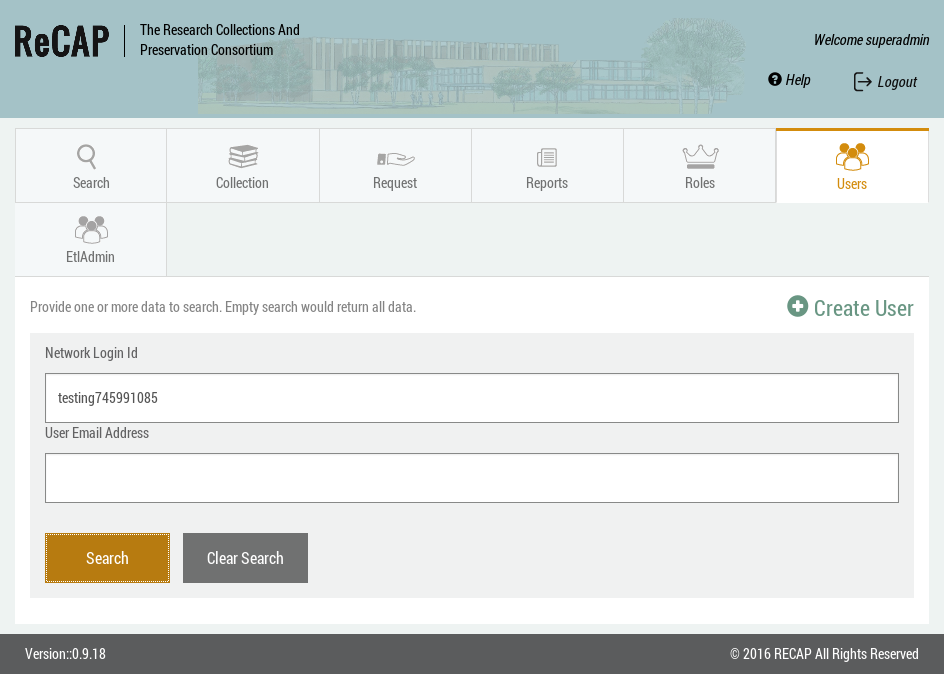 ReCAP
The Research Collections And
Preservation Consortium
Welcome superadmin
Help
Logout
Search
Collection
Request
Reports
Roles
Users
EtlAdmin
Provide one or more data to search. Empty search would return all data.
Create User
Network Login Id
testing745991085
User Email Address
Search
Clear Search
Version::0.9.18
© 2016 RECAP All Rights Reserved